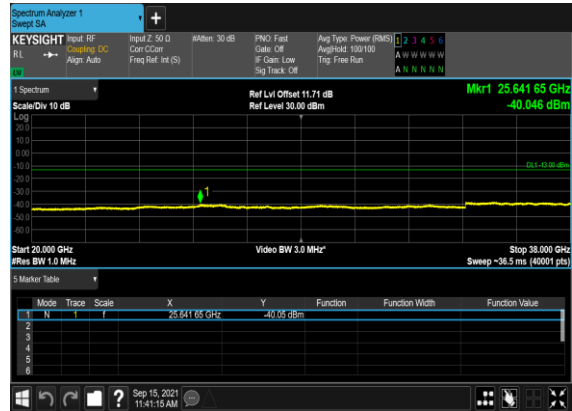 Spectrum Analyzer 1
Swept SA
+
KEYSIGHT Input: RF Input Z: 50 Ω #Atten: 30 dB PNO: Fast Avg Type: Power (RMS) 1 2 3 4 5 6
RL Coupling: DC Corr CCorr Gate: Off Avg|Hold: 100/100 A W W W W W
Align: Auto Freq Ref: Int (S) IF Gain: Low Trig: Free Run
Sig Track: Off A N N N N N
1 Spectrum Ref Lvl Offset 11.71 dB Mkr1 25.641 65 GHz
Scale/Div 10 dB Ref Level 30.00 dBm -40.046 dBm
Log
20.0
10.0
0.00
-10.0 DL1 -13.00 dBm
-20.0
-30.0
1
-40.0
-50.0
-60.0
Start 20.000 GHz Video BW 3.0 MHz* Stop 38.000 GHz
#Res BW 1.0 MHz Sweep ~36.5 ms (40001 pts)
5 Marker Table
Mode Trace Scale X Y Function Function Width Function Value
1 N 1 f 25.641 65 GHz -40.05 dBm
2
3
4
5
6
? Sep 15, 2021
11:41:15 AM